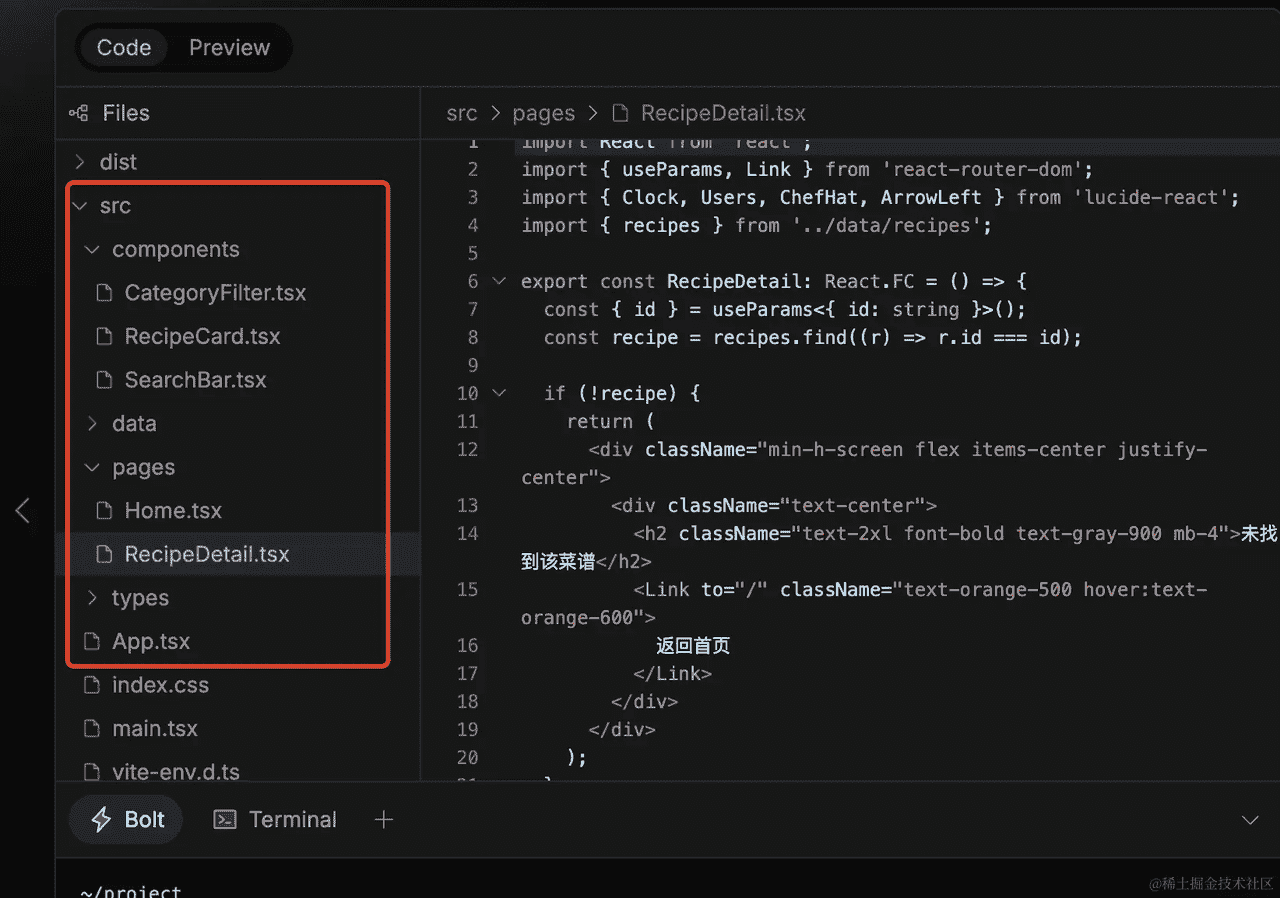 Code Preview
Files
src > pages > RecipeDetail.tsx
dist
src
components
CategoryFilter.tsx
RecipeCard.tsx
SearchBar.tsx
data
pages
Home.tsx
RecipeDetail.tsx
types
App.tsx
index.css
main.tsx
vite-env.d.ts
1 import React from 'react';
2 import { useParams, Link } from 'react-router-dom';
3 import { Clock, Users, ChefHat, ArrowLeft } from 'lucide-react';
4 import { recipes } from '../data/recipes';
5
6 export const RecipeDetail: React.FC = () => {
7 const { id } = useParams<{ id: string }>();
8 const recipe = recipes.find((r) => r.id === id);
9
10 if (!recipe) {
11 return (
12 <div className="min-h-screen flex items-center justify-
center">
13 <div className="text-center">
14 <h2 className="text-2xl font-bold text-gray-900 mb-4">未找
到该菜谱</h2>
15 <Link to="/" className="text-orange-500 hover:text-
orange-600">
16 返回首页
17 </Link>
18 </div>
19 </div>
20 );
Bolt Terminal +
~/project
@稀土掘金技术社区